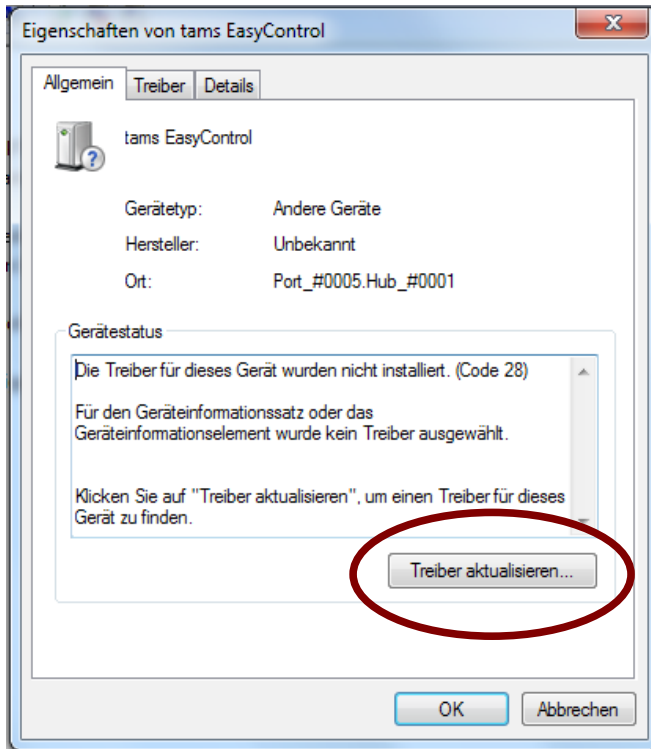 Eigenschaften von tams EasyControl
Allgemein Treiber Details
tams EasyControl
Gerätetyp: Andere Geräte
Hersteller: Unbekannt
Ort: Port_#0005.Hub_#0001
Gerätestatus
Die Treiber für dieses Gerät wurden nicht installiert. (Code 28)
Für den Geräteinformationssatz oder das
Geräteinformationselement wurde kein Treiber ausgewählt.
Klicken Sie auf "Treiber aktualisieren", um einen Treiber für dieses
Gerät zu finden.
Treiber aktualisieren...
OK Abbrechen